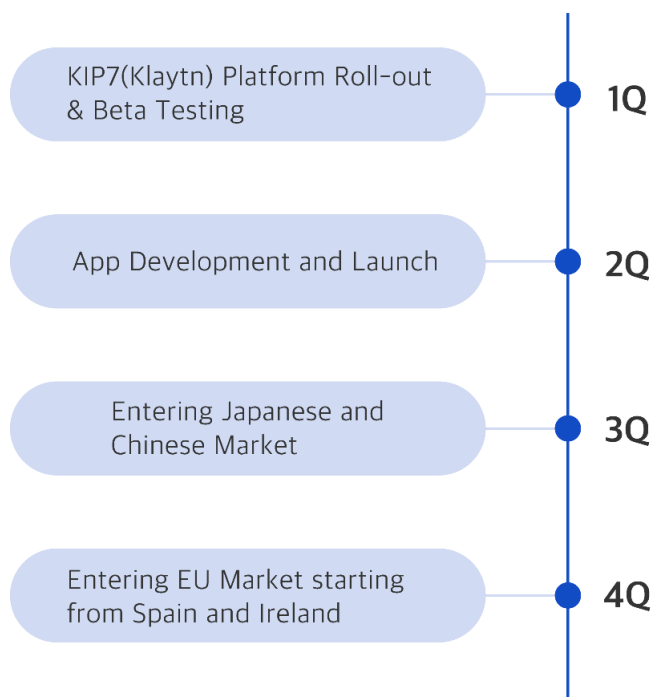 KIP7(Klaytn) Platform Roll-out
& Beta Testing
1Q
App Development and Launch
2Q
Entering Japanese and
Chinese Market
3Q
Entering EU Market starting
from Spain and Ireland
4Q